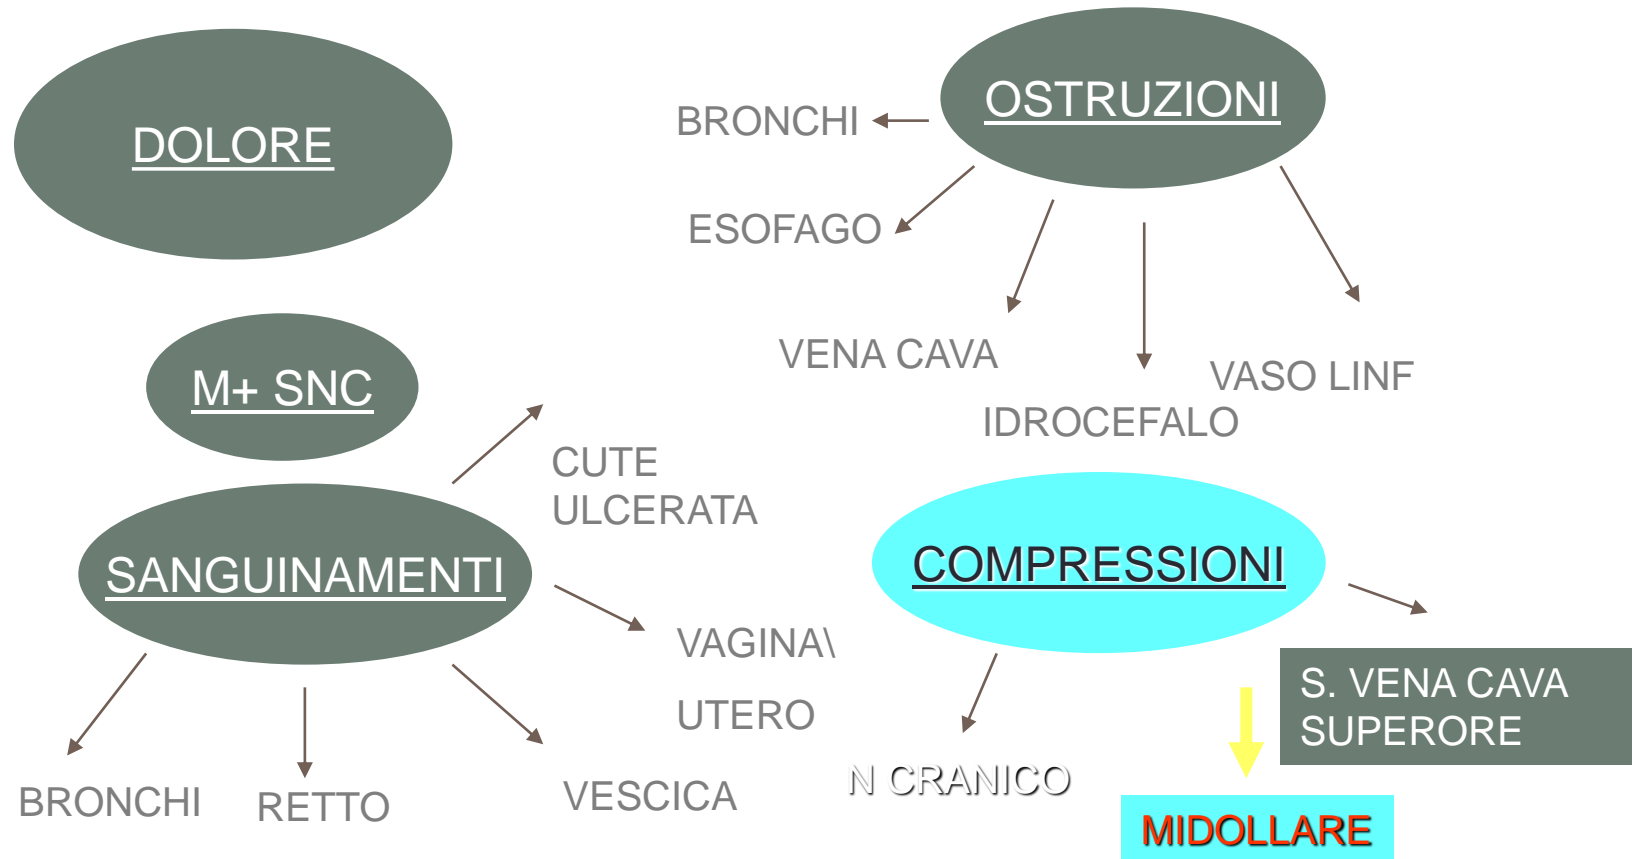 DOLORE
M+ SNC
SANGUINAMENTI
CUTE
ULCERATA
VAGINA\
UTERO
VESCICA
RETTO
BRONCHI
OSTRUZIONI
BRONCHI
ESOFAGO
VENA CAVA
IDROCEFALO
VASO LINF
COMPRESSIONI
N CRANICO
MIDOLLARE
S. VENA CAVA
SUPERORE